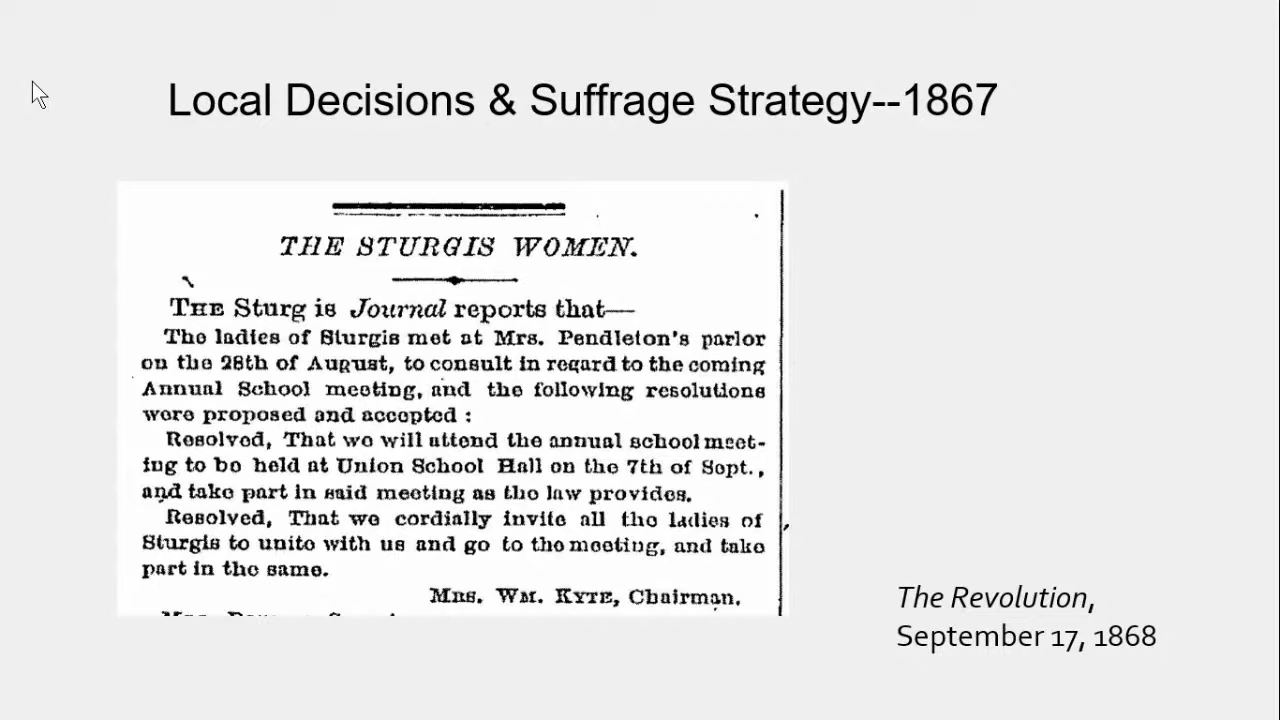 Local Decisions & Suffrage Strategy--1867
THE STURGIS WOMEN.
THE Sturg is Journal reports that—
The ladies of Sturgis met at Mrs. Pendleton's parlor
on the 28th of August, to consult in regard to the coming
Annual School meeting, and the following resolutions
were proposed and accepted :
Resolved, That we will attend the annual school meet-
ing to be held at Union School Hall on the 7th of Sept.,
and take part in said meeting as the law provides.
Resolved, That we cordially invite all the ladies of
Sturgis to unite with us and go to the meeting, and take
part in the same.
MRS. WM. KYTE, Chairman.
The Revolution,
September 17, 1868